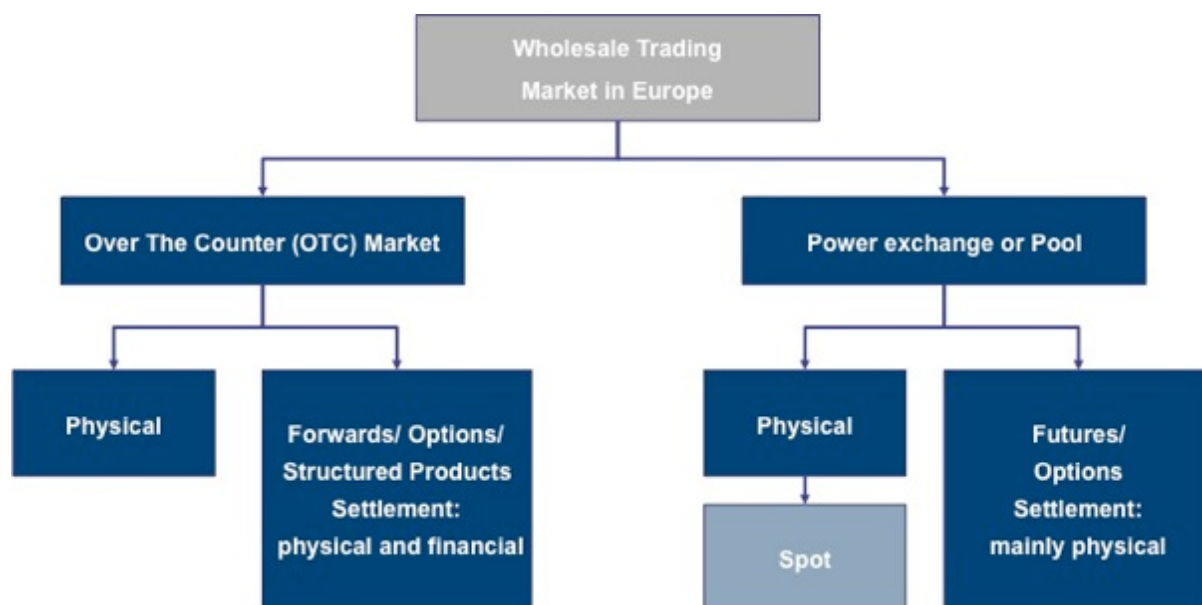 Wholesale Trading
Market in Europe
Over The Counter (OTC) Market
Power exchange or Pool
Physical
Forwards/ Options/
Structured Products
Settlement:
physical and financial
Physical
Spot
Futures/
Options
Settlement:
mainly physical